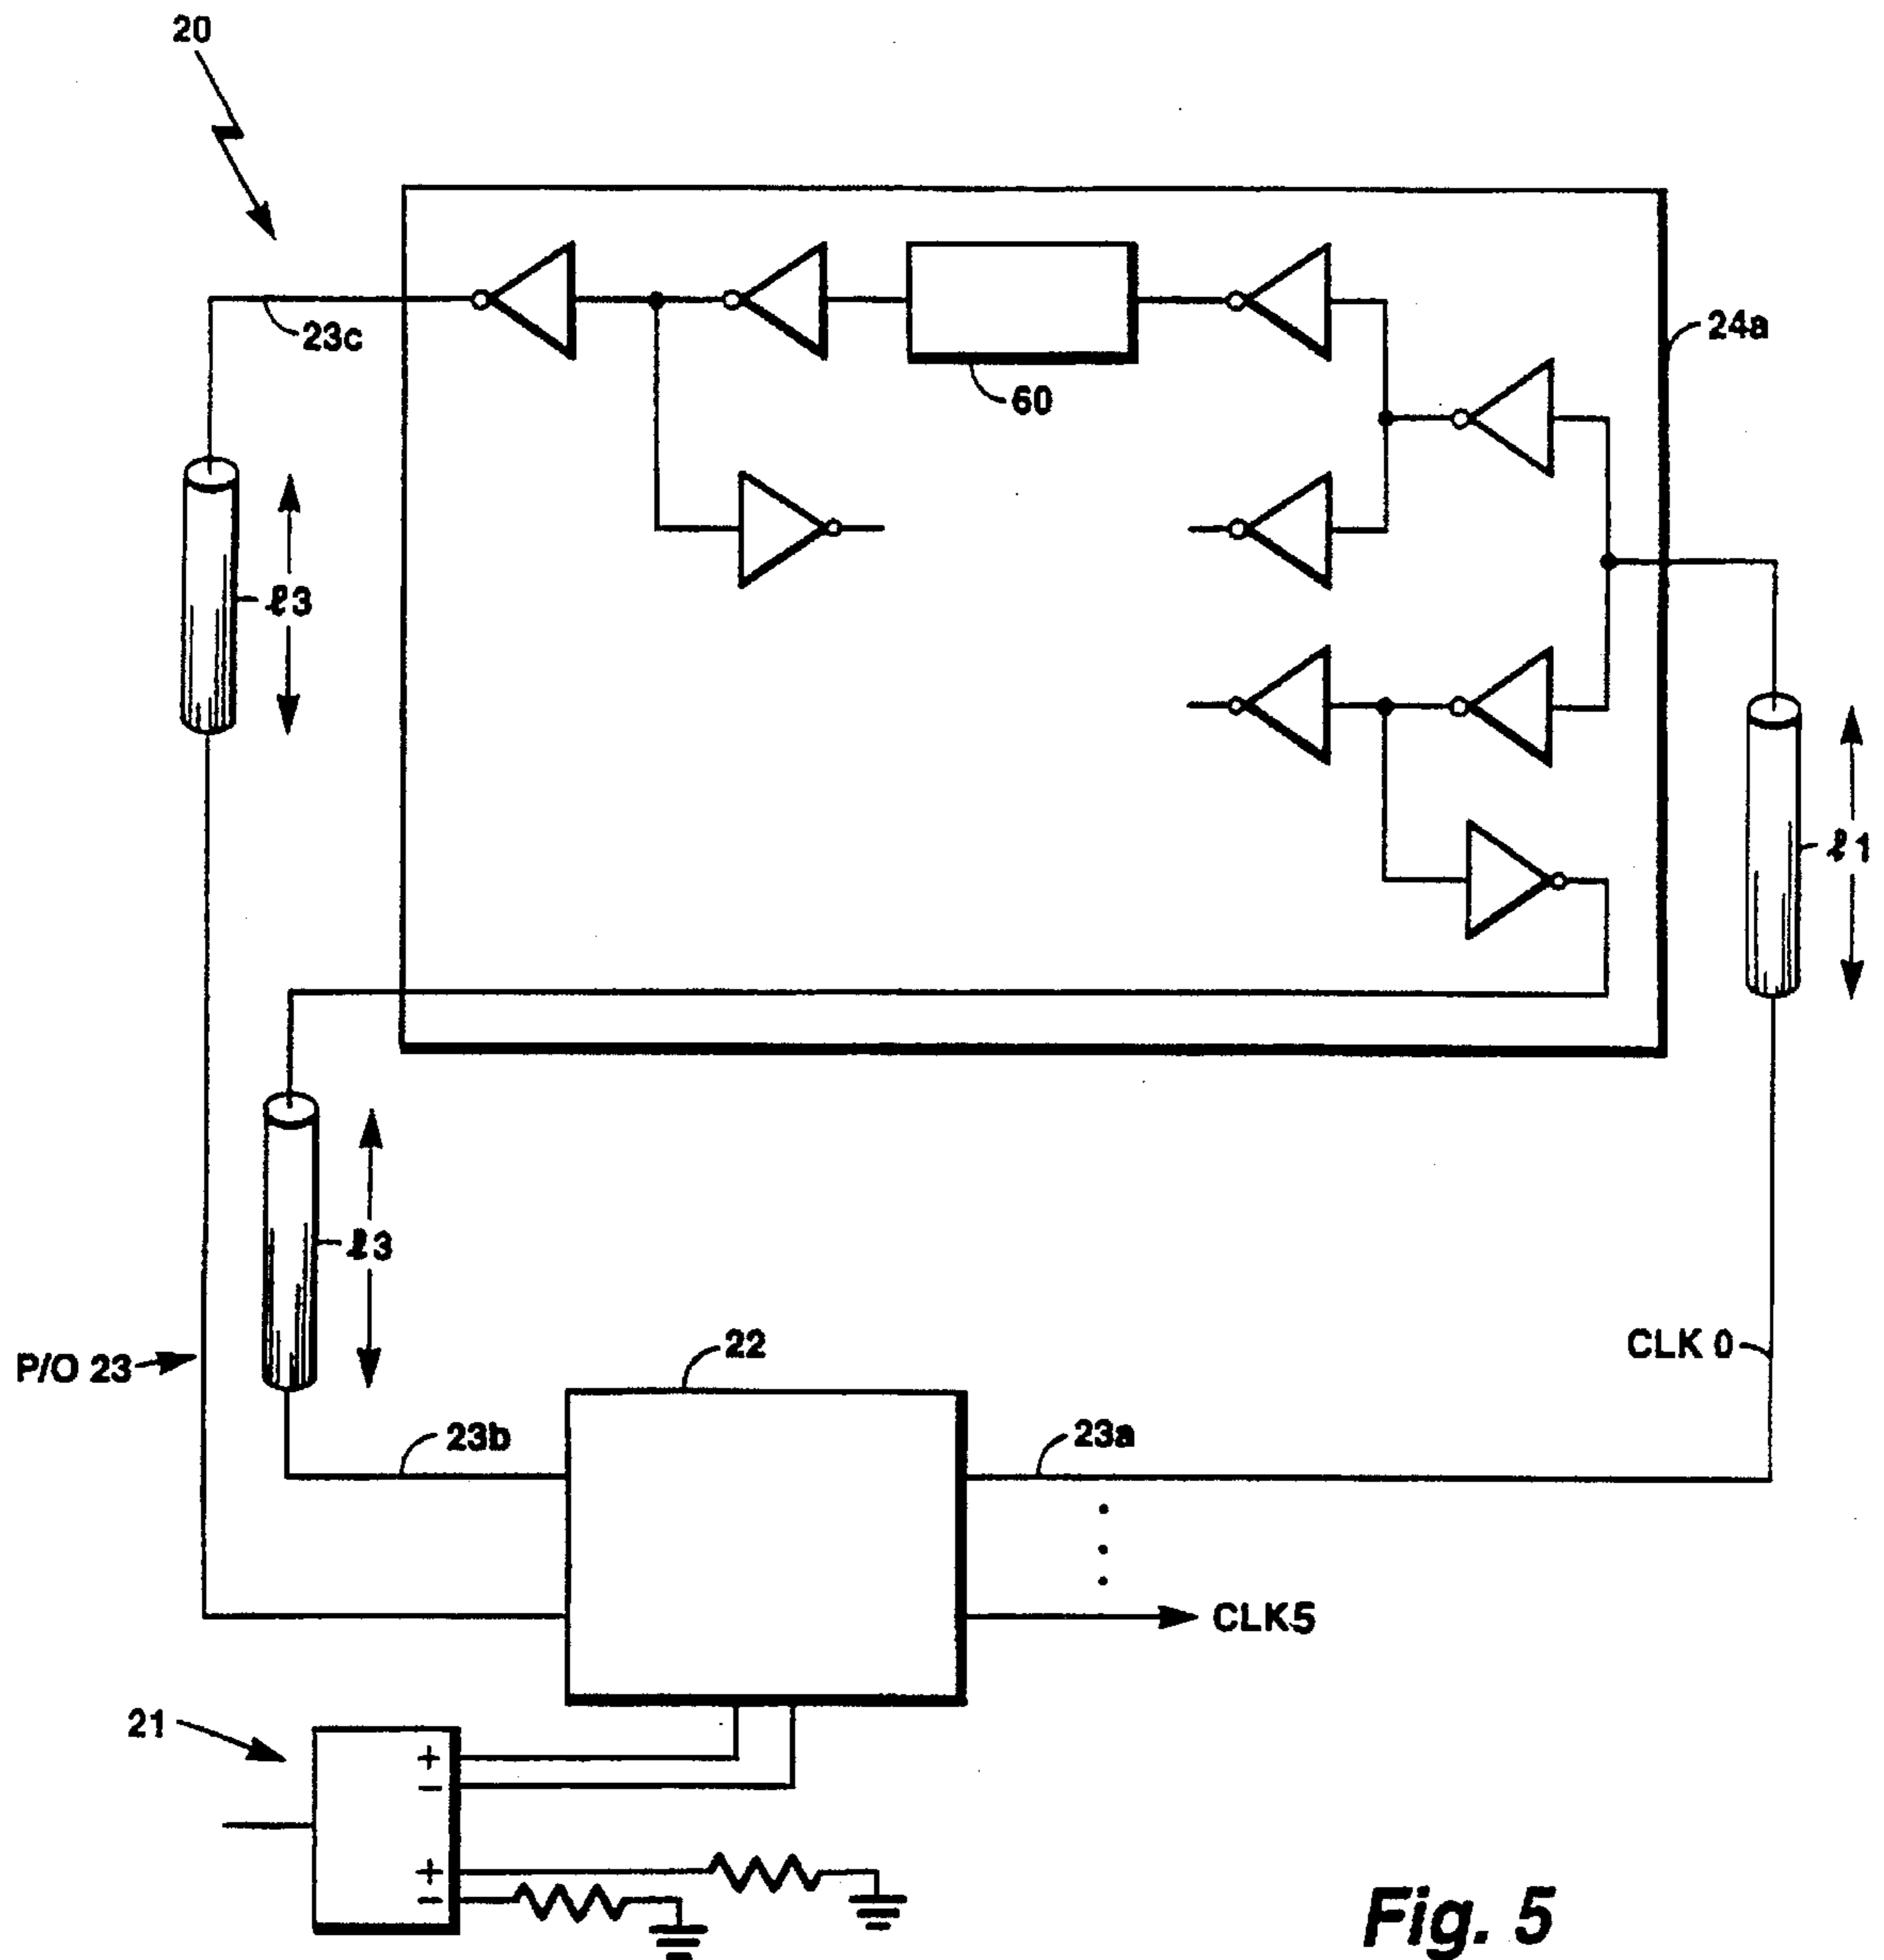 20
23c
60
24a
ℓ3
ℓ1
ℓ3
P/O 23
22
CLK 0
23b
23a
CLK5
21
+
−
+
−
Fig. 5